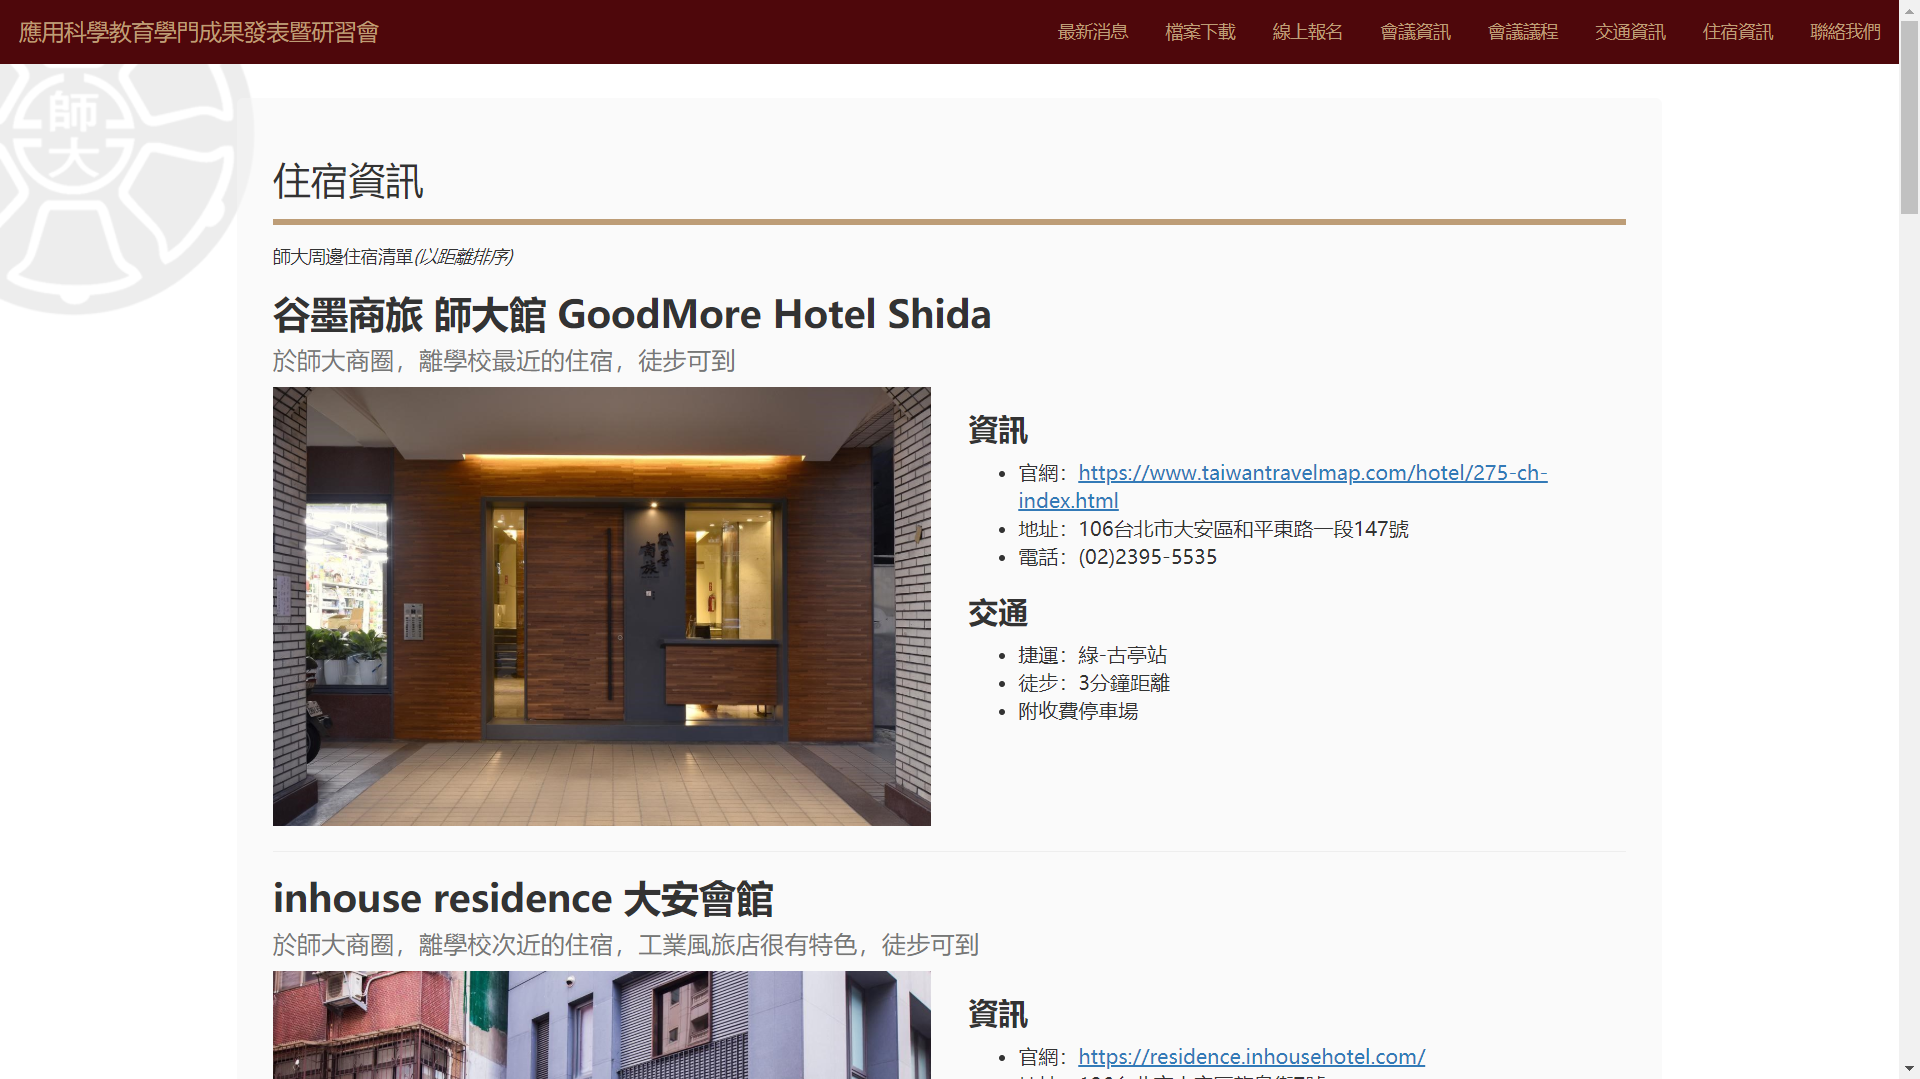 應用科學教育學門成果發表暨研習會
最新消息 檔案下載 線上報名 會議資訊 會議議程 交通資訊 住宿資訊 聯絡我們
師大
住宿資訊
師大周邊住宿清單(以距離排序)
谷墨商旅 師大館 GoodMore Hotel Shida
於師大商圈，離學校最近的住宿，徒步可到
谷墨商旅
資訊
官網：https://www.taiwantravelmap.com/hotel/275-ch-
index.html
地址：106台北市大安區和平東路一段147號
電話：(02)2395-5535
交通
捷運：綠-古亭站
徒步：3分鐘距離
附收費停車場
inhouse residence 大安會館
於師大商圈，離學校次近的住宿，工業風旅店很有特色，徒步可到
資訊
官網：https://residence.inhousehotel.com/